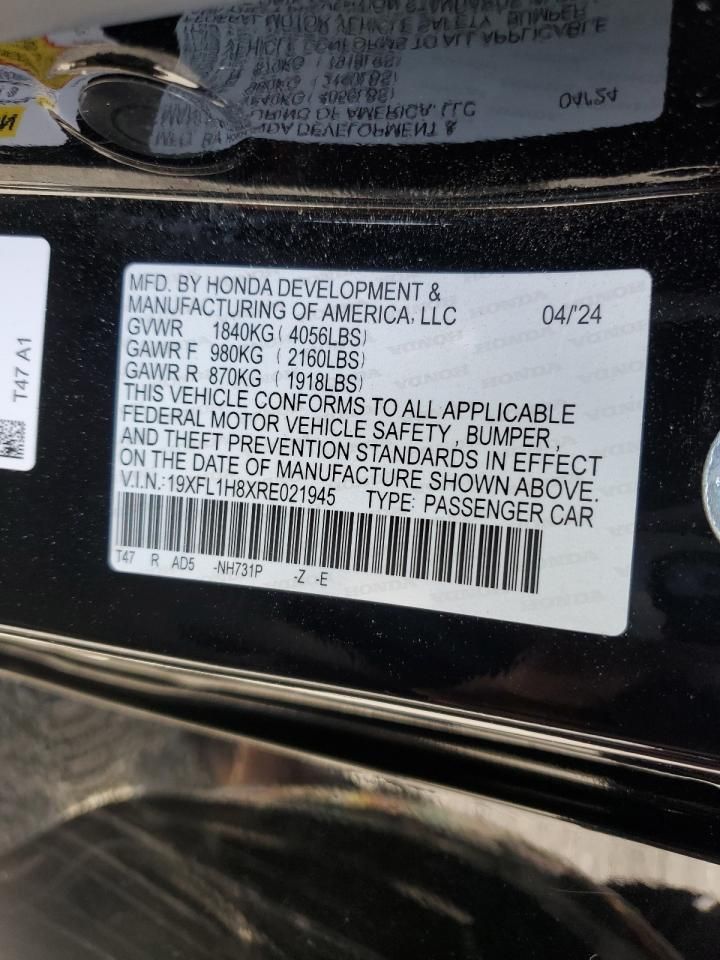 MFD. BY HONDA DEVELOPMENT &
MANUFACTURING OF AMERICA, LLC 04/'24
GVWR 1840KG ( 4056LBS)
GAWR F 980KG ( 2160LBS)
GAWR R 870KG ( 1918LBS)
THIS VEHICLE CONFORMS TO ALL APPLICABLE
FEDERAL MOTOR VEHICLE SAFETY, BUMPER,
AND THEFT PREVENTION STANDARDS IN EFFECT
ON THE DATE OF MANUFACTURE SHOWN ABOVE.
V.I.N.: 19XFL1H8XRE021945 TYPE: PASSENGER CAR
T47 R AD5 -NH731P -Z -E
T47 A1